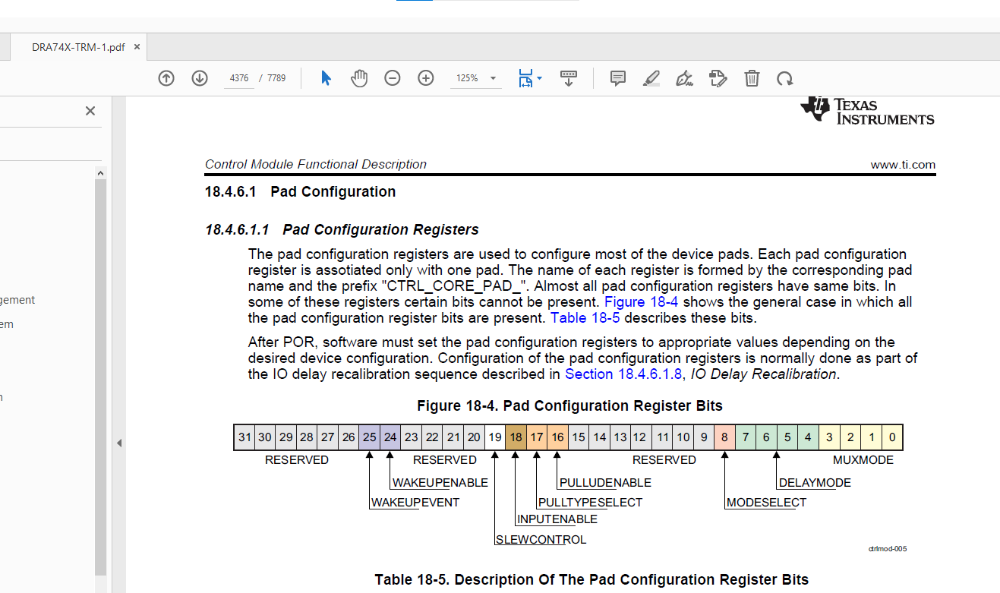 DRA74X-TRM-1.pdf ×
4376 / 7789
125%
TEXAS
INSTRUMENTS
Control Module Functional Description www.ti.com
18.4.6.1 Pad Configuration
18.4.6.1.1 Pad Configuration Registers
The pad configuration registers are used to configure most of the device pads. Each pad configuration
register is assotiated only with one pad. The name of each register is formed by the corresponding pad
name and the prefix "CTRL_CORE_PAD_". Almost all pad configuration registers have same bits. In
some of these registers certain bits cannot be present. Figure 18-4 shows the general case in which all
gement
the pad configuration register bits are present. Table 18-5 describes these bits.
em
After POR, software must set the pad configuration registers to appropriate values depending on the
desired device configuration. Configuration of the pad configuration registers is normally done as part of
the IO delay recalibration sequence described in Section 18.4.6.1.8, IO Delay Recalibration.
n
Figure 18-4. Pad Configuration Register Bits
31 30 29 28 27 26 25 24 23 22 21 20 19 18 17 16 15 14 13 12 11 10 9 8 7 6 5 4 3 2 1 0
RESERVED RESERVED RESERVED MUXMODE
WAKEUPENABLE PULLUDENABLE DELAYMODE
WAKEUPEVENT PULLTYPESELECT MODESELECT
INPUTENABLE
SLEWCONTROL
ctrlmod-005
Table 18-5. Description Of The Pad Configuration Register Bits